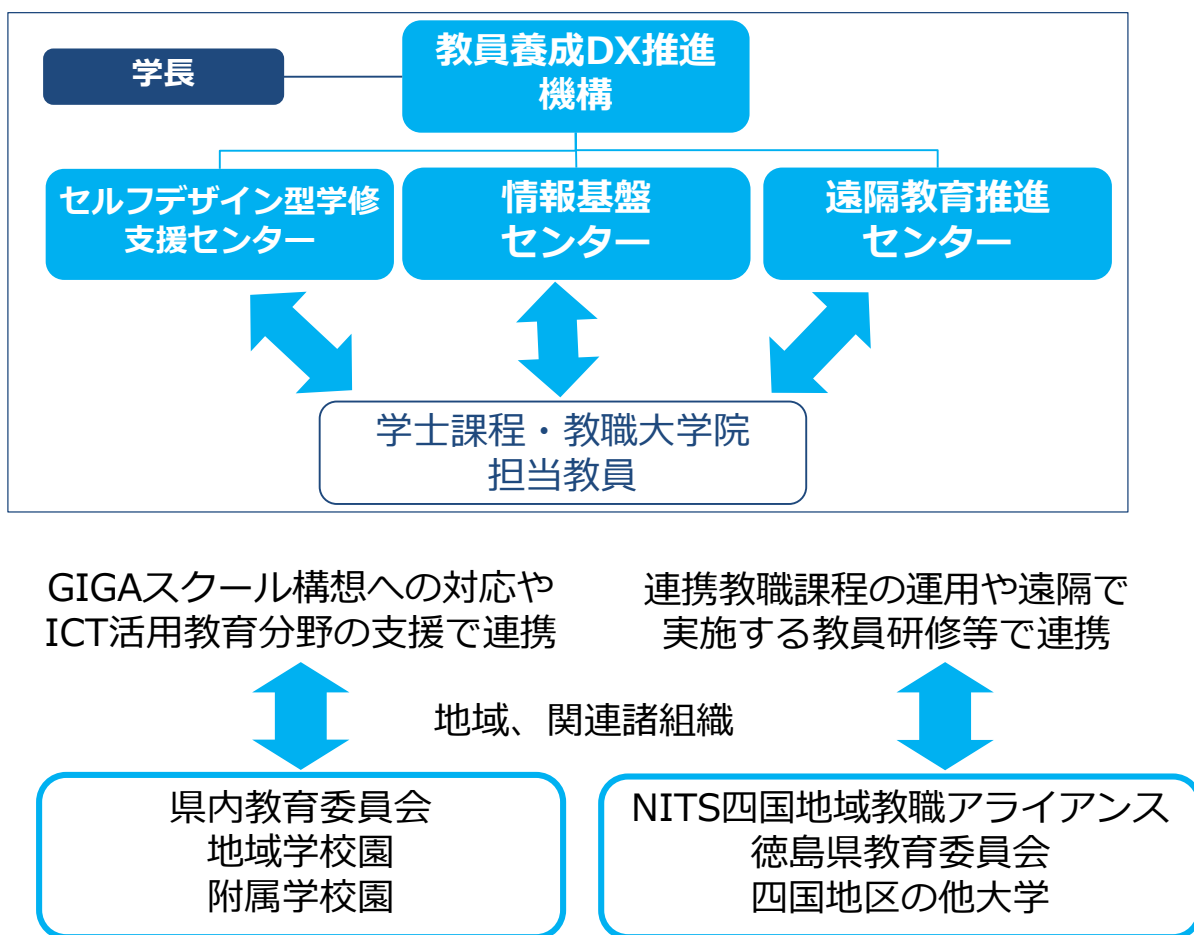 学長
教員養成DX推進
機構
セルフデザイン型学修
支援センター
情報基盤
センター
遠隔教育推進
センター
学士課程・教職大学院
担当教員
GIGAスクール構想への対応や
ICT活用教育分野の支援で連携
連携教職課程の運用や遠隔で
実施する教員研修等で連携
地域、関連諸組織
県内教育委員会
地域学校園
附属学校園
NITS四国地域教職アライアンス
徳島県教育委員会
四国地区の他大学